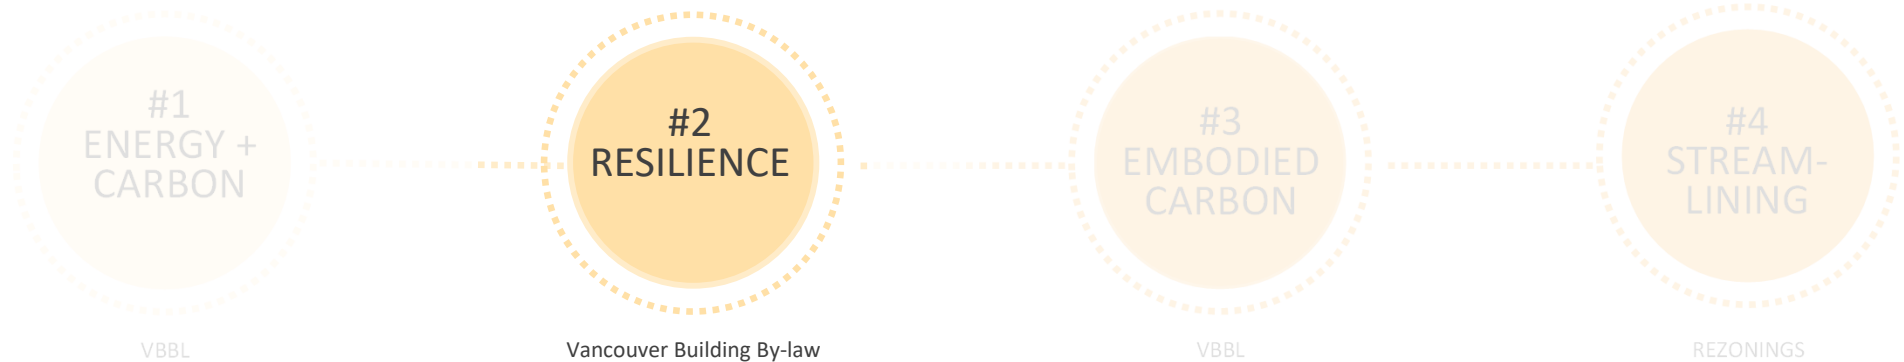 #1
ENERGY +
CARBON
VBBL
#2
RESILIENCE
Vancouver Building By-law
#3
EMBODIED
CARBON
VBBL
#4
STREAM-
LINING
REZONINGS